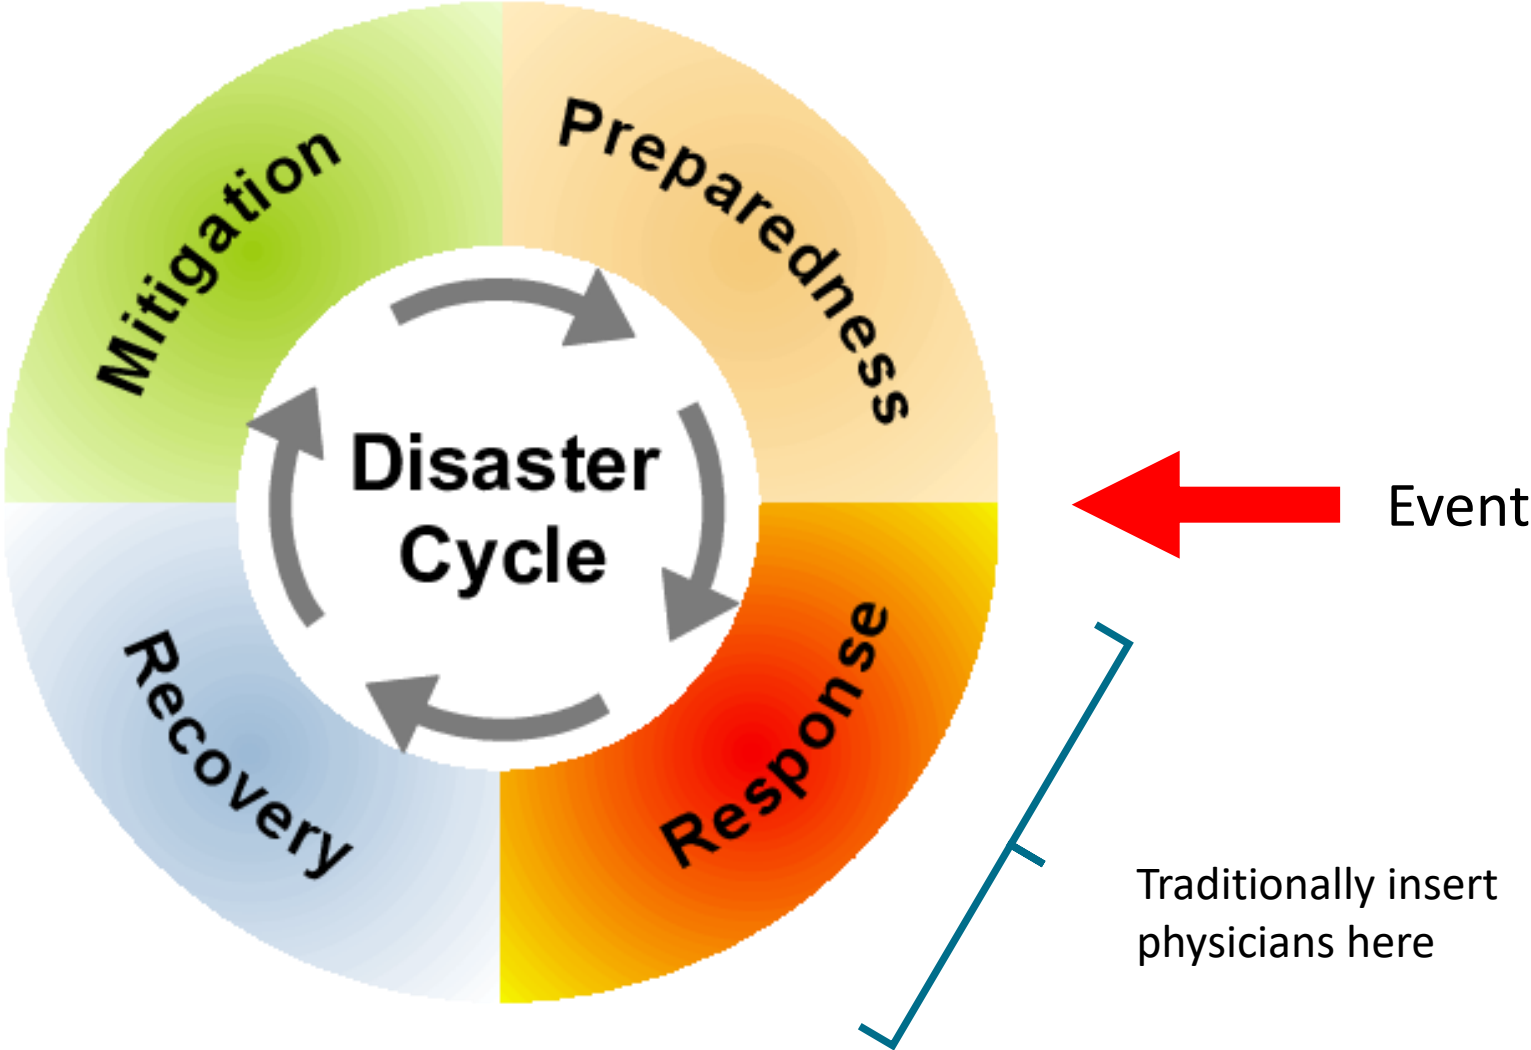 Mitigation
Preparedness
Disaster
Cycle
Event
Recovery
Response
Traditionally insert
physicians here